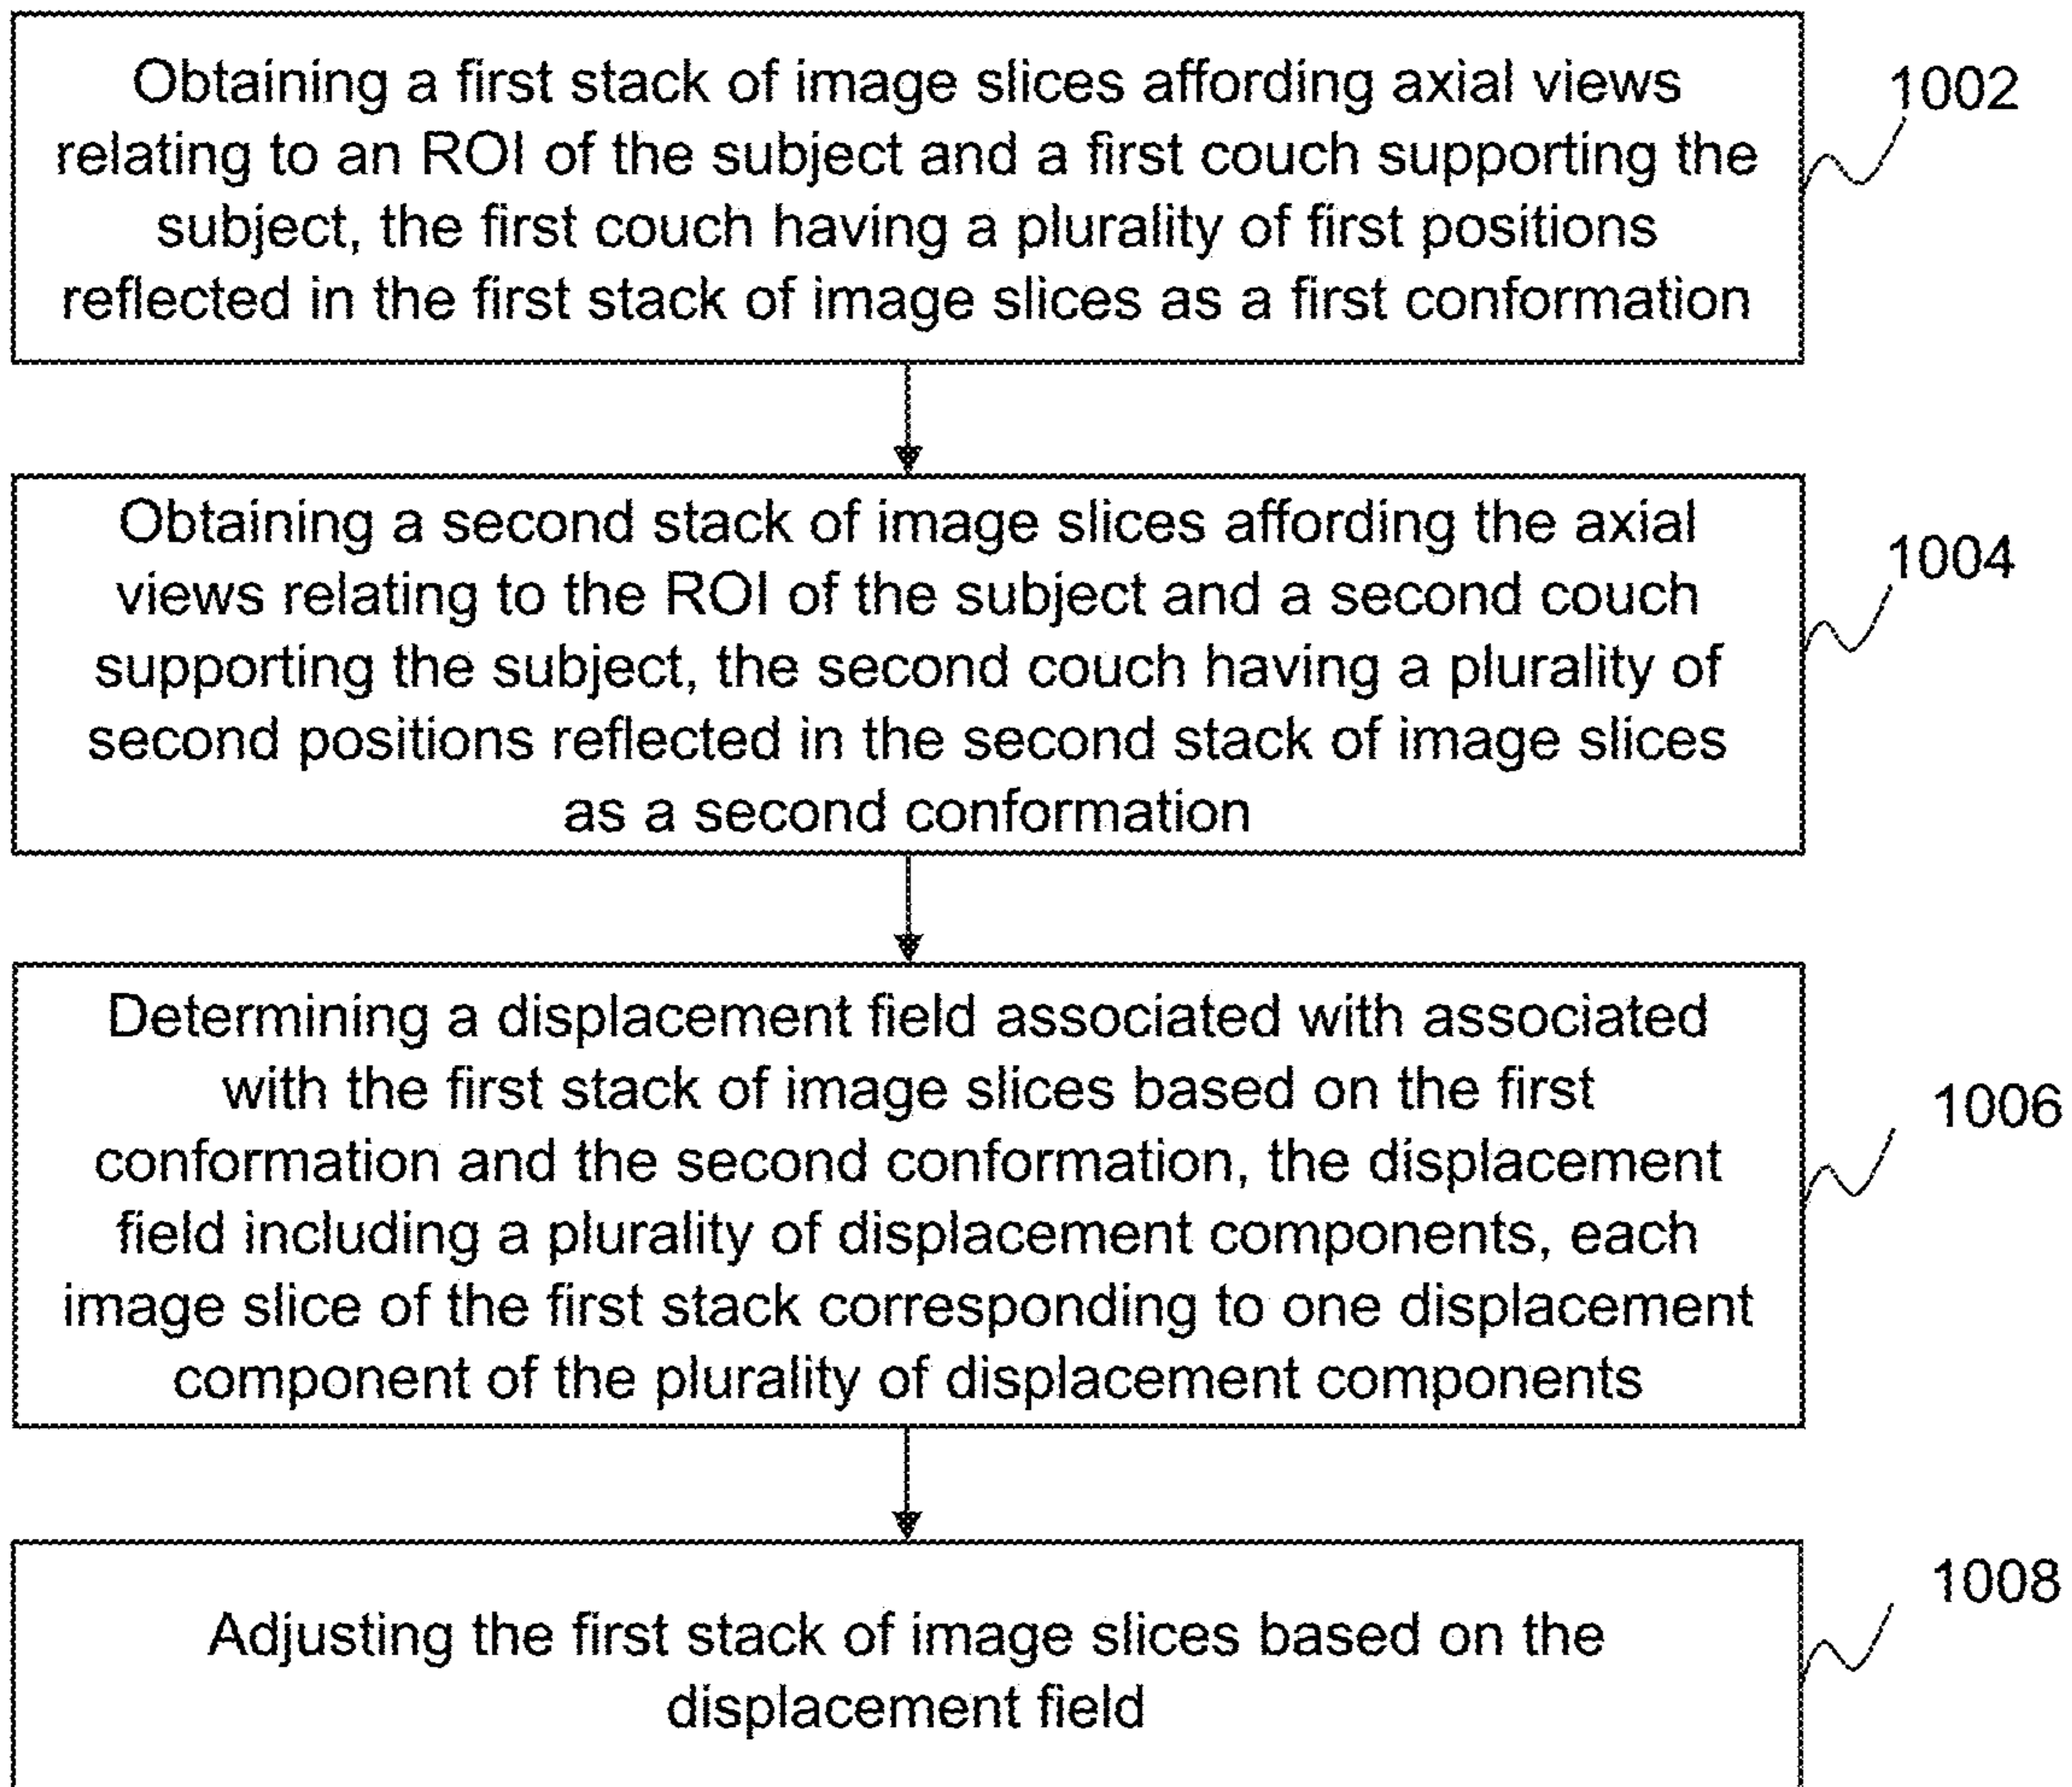 Obtaining a first stack of image slices affording axial views
relating to an ROI of the subject and a first couch supporting the
subject, the first couch having a plurality of first positions
reflected in the first stack of image slices as a first conformation
1002
Obtaining a second stack of image slices affording the axial
views relating to the ROI of the subject and a second couch
supporting the subject, the second couch having a plurality of
second positions reflected in the second stack of image slices
as a second conformation
1004
Determining a displacement field associated with associated
with the first stack of image slices based on the first
conformation and the second conformation, the displacement
field including a plurality of displacement components, each
image slice of the first stack corresponding to one displacement
component of the plurality of displacement components
1006
Adjusting the first stack of image slices based on the
displacement field
1008